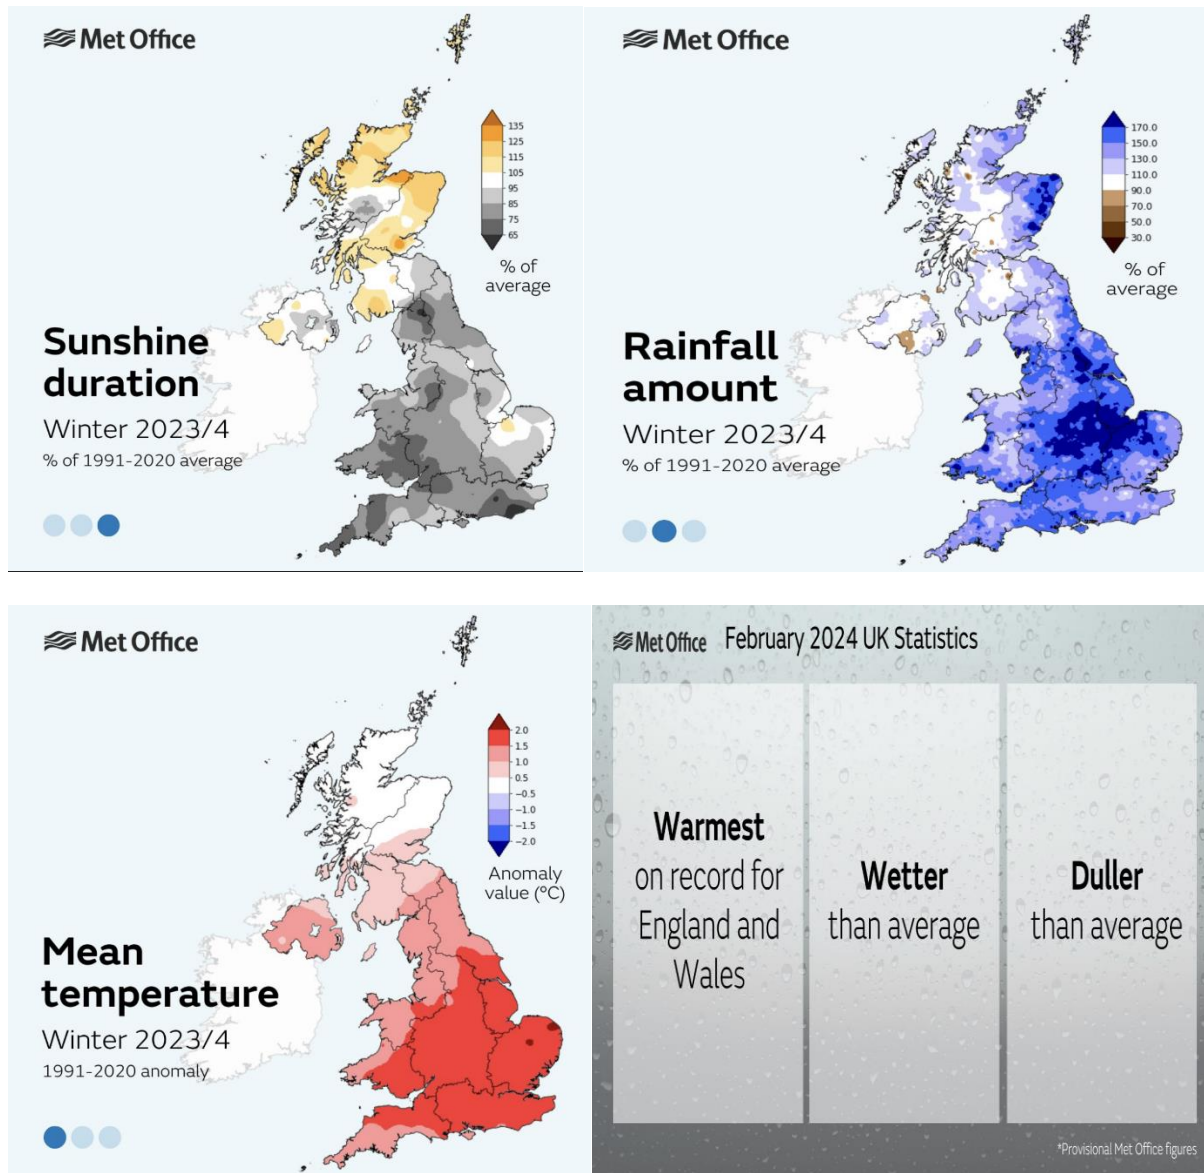 Met Office
135
125
115
105
95
85
75
65
% of
average
Sunshine
duration
Winter 2023/4
% of 1991-2020 average
Met Office
170.0
150.0
130.0
110.0
90.0
70.0
50.0
30.0
% of
average
Rainfall
amount
Winter 2023/4
% of 1991-2020 average
Met Office
2.0
1.5
1.0
0.5
−0.5
−1.0
−1.5
−2.0
Anomaly
value (°C)
Mean
temperature
Winter 2023/4
1991-2020 anomaly
Met Office February 2024 UK Statistics
Warmest
on record for
England and
Wales
Wetter
than average
Duller
than average
*Provisional Met Office figures